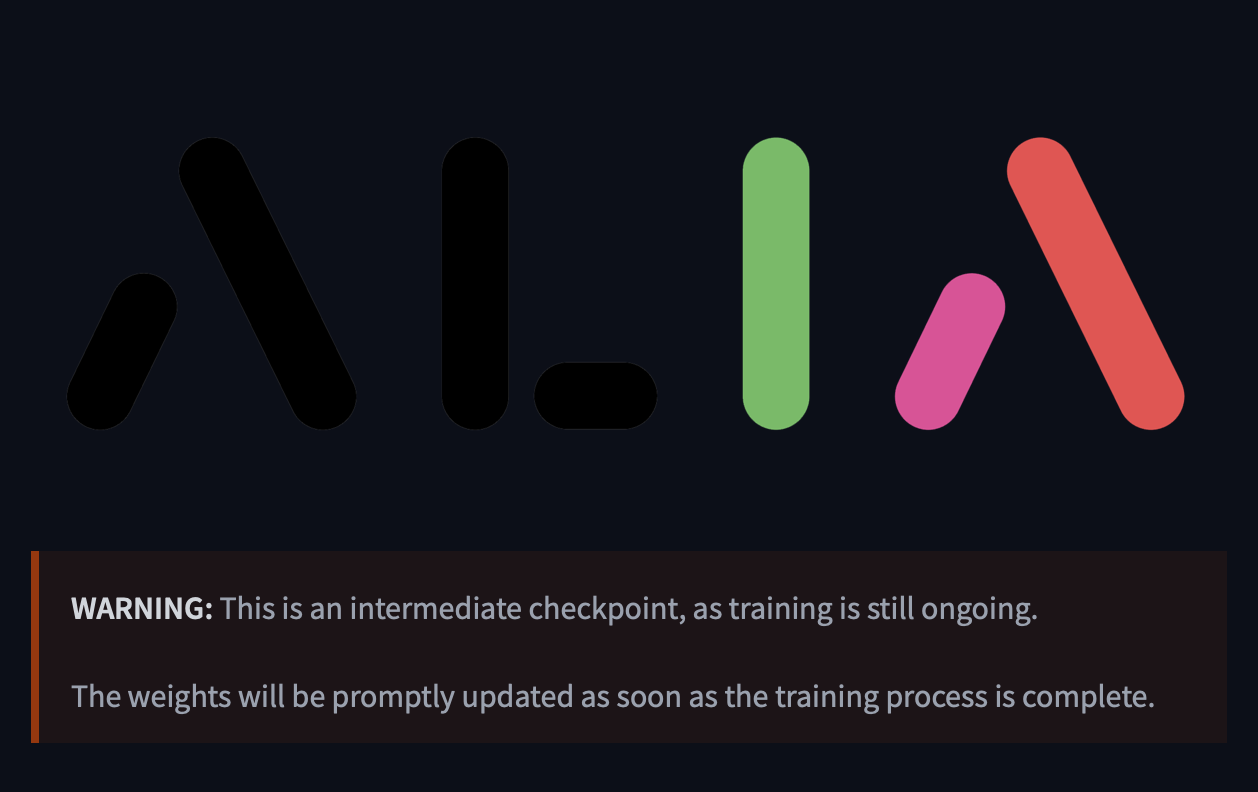 ALIA
WARNING: This is an intermediate checkpoint, as training is still ongoing.
The weights will be promptly updated as soon as the training process is complete.